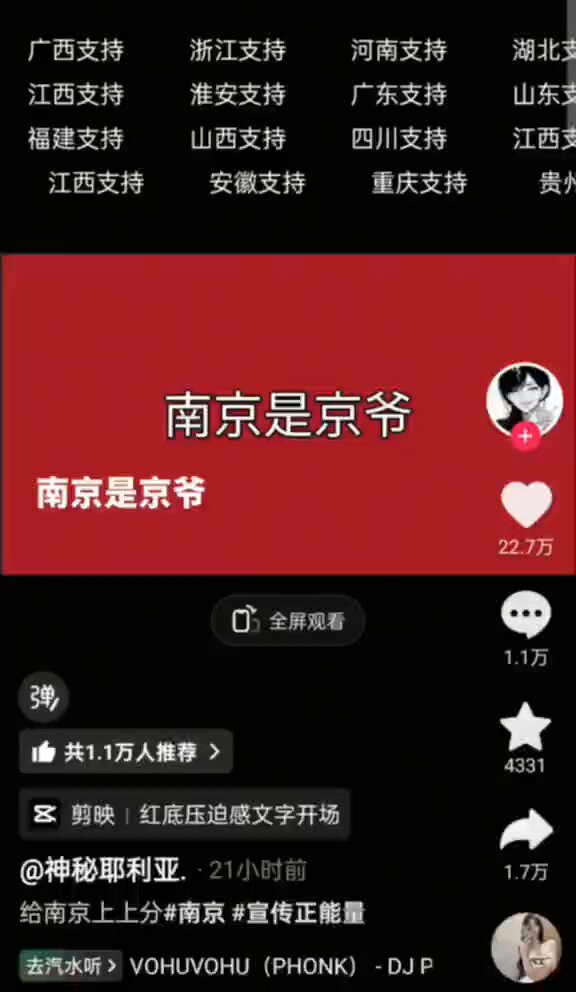 广西支持 浙江支持 河南支持 湖北支
江西支持 淮安支持 广东支持 山东支
福建支持 山西支持 四川支持 江西支
江西支持 安徽支持 重庆支持 贵州
南京是京爷
南京是京爷
22.7万
全屏观看
1.1万
弹
共1.1万人推荐 >
4331
剪映 | 红底压迫感文字开场
@神秘耶利亚. · 21小时前
1.7万
给南京上上分#南京 #宣传正能量
去汽水听 > VOHUVOHU（PHONK） - DJ P